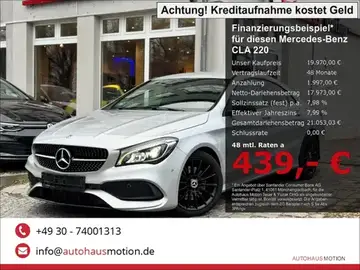 Achtung! Kreditaufnahme kostet Geld
Finanzierungsbeispiel*
für diesen Mercedes-Benz
CLA 220
Unser Kaufpreis 19.970,00 €
Vertragslaufzeit 48 Monate
Anzahlung 1.997,00 €
Netto-Darlehensbetrag 17.973,00 €
Sollzinssatz (fest) p.a. 7,98 %
Effektiver Jahreszins 7,99 %
Gesamtdarlehensbetrag 21.053,03 €
Schlussrate 0,00 €
48 mtl. Raten a
439,- €
+49 30 - 74001313
info@autohausmotion.de
AUTOHAUSMOTION